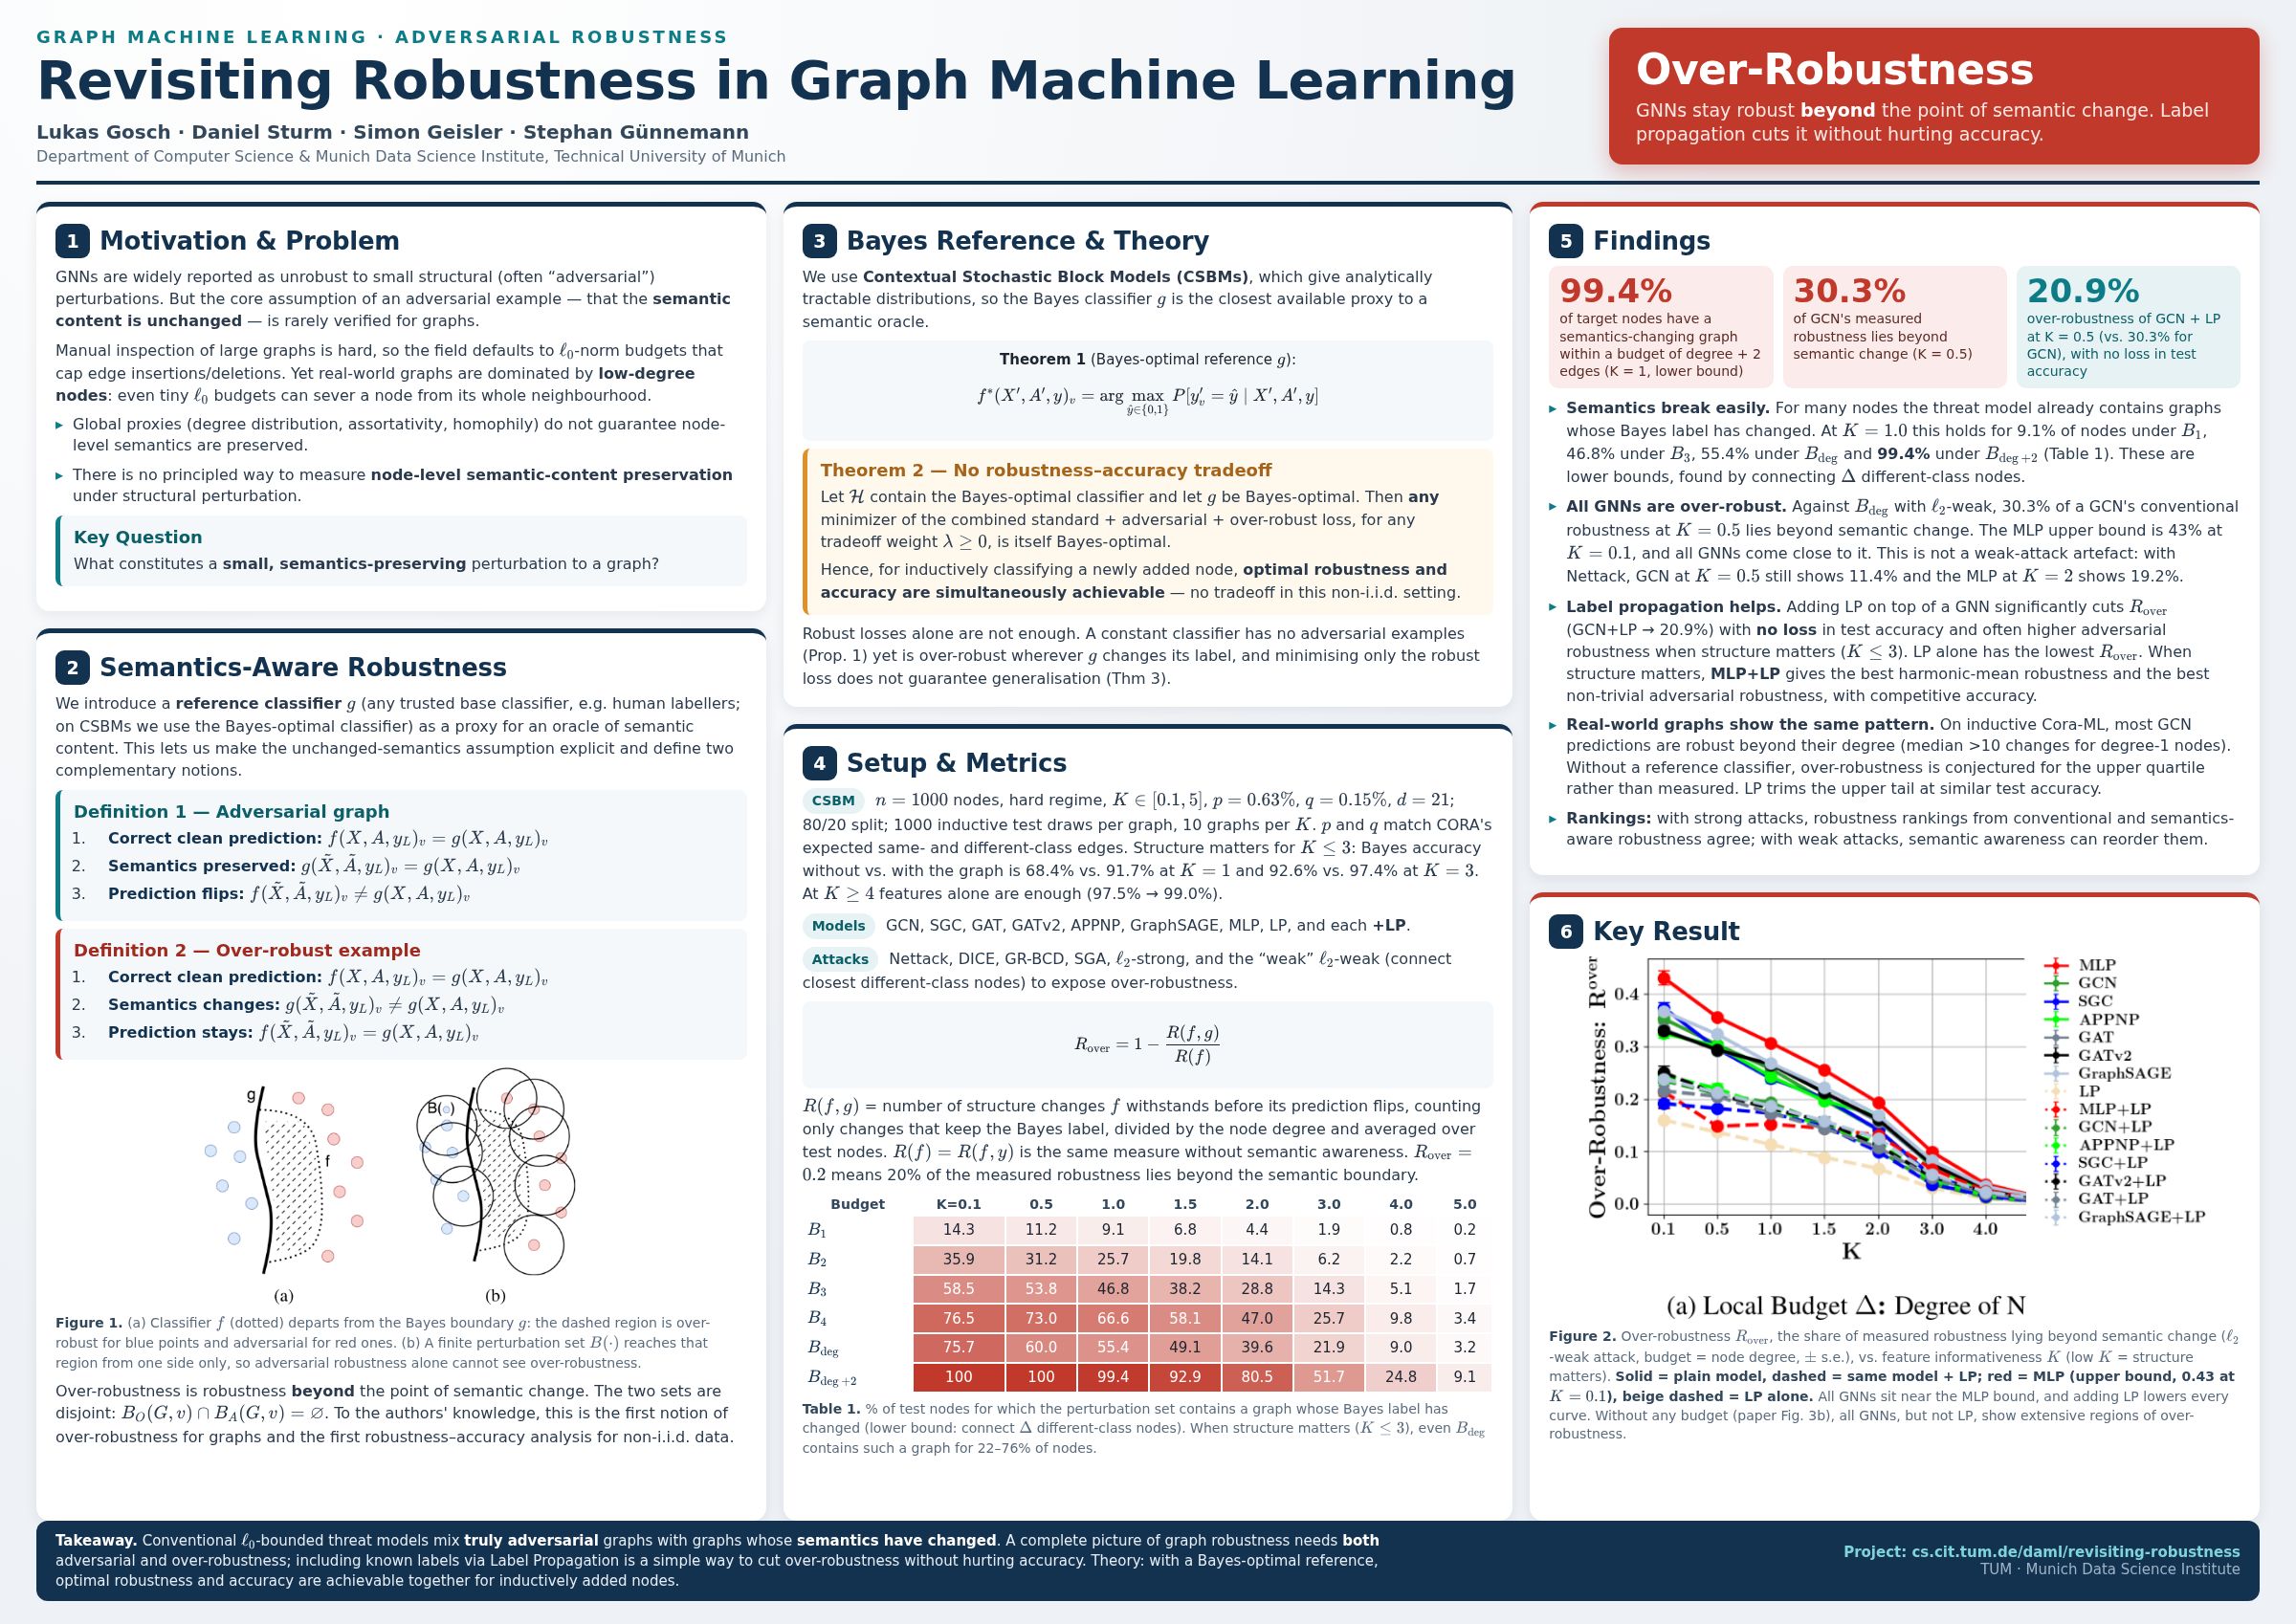 GRAPH MACHINE LEARNING · ADVERSARIAL ROBUSTNESS
Revisiting Robustness in Graph Machine Learning
Lukas Gosch · Daniel Sturm · Simon Geisler · Stephan Günnemann
Department of Computer Science & Munich Data Science Institute, Technical University of Munich
Over-Robustness
GNNs stay robust beyond the point of semantic change. Label
propagation cuts it without hurting accuracy.
1 Motivation & Problem
GNNs are widely reported as unrobust to small structural (often “adversarial”)
perturbations. But the core assumption of an adversarial example — that the semantic
content is unchanged — is rarely verified for graphs.
Manual inspection of large graphs is hard, so the field defaults to ℓ₀-norm budgets that
cap edge insertions/deletions. Yet real-world graphs are dominated by low-degree
nodes: even tiny ℓ₀ budgets can sever a node from its whole neighbourhood.
▸ Global proxies (degree distribution, assortativity, homophily) do not guarantee node-
level semantics are preserved.
▸ There is no principled way to measure node-level semantic-content preservation
under structural perturbation.
Key Question
What constitutes a small, semantics-preserving perturbation to a graph?
2 Semantics-Aware Robustness
We introduce a reference classifier g (any trusted base classifier, e.g. human labellers;
on CSBMs we use the Bayes-optimal classifier) as a proxy for an oracle of semantic
content. This lets us make the unchanged-semantics assumption explicit and define two
complementary notions.
Definition 1 — Adversarial graph
1. Correct clean prediction: f(X, A, y_L)_v = g(X, A, y_L)_v
2. Semantics preserved: g(X̃, Ã, y_L)_v = g(X, A, y_L)_v
3. Prediction flips: f(X̃, Ã, y_L)_v ≠ g(X, A, y_L)_v
Definition 2 — Over-robust example
1. Correct clean prediction: f(X, A, y_L)_v = g(X, A, y_L)_v
2. Semantics changes: g(X̃, Ã, y_L)_v ≠ g(X, A, y_L)_v
3. Prediction stays: f(X̃, Ã, y_L)_v = g(X, A, y_L)_v
g
f
B(·)
(a)
(b)
Figure 1. (a) Classifier f (dotted) departs from the Bayes boundary g: the dashed region is over-
robust for blue points and adversarial for red ones. (b) A finite perturbation set B(·) reaches that
region from one side only, so adversarial robustness alone cannot see over-robustness.
Over-robustness is robustness beyond the point of semantic change. The two sets are
disjoint: B_O(G, v) ∩ B_A(G, v) = ∅. To the authors' knowledge, this is the first notion of
over-robustness for graphs and the first robustness–accuracy analysis for non-i.i.d. data.
3 Bayes Reference & Theory
We use Contextual Stochastic Block Models (CSBMs), which give analytically
tractable distributions, so the Bayes classifier g is the closest available proxy to a
semantic oracle.
Theorem 1 (Bayes-optimal reference g):
f*(X′, A′, y)_v = arg max_{ŷ∈{0,1}} P[y′_v = ŷ | X′, A′, y]
Theorem 2 — No robustness–accuracy tradeoff
Let ℋ contain the Bayes-optimal classifier and let g be Bayes-optimal. Then any
minimizer of the combined standard + adversarial + over-robust loss, for any
tradeoff weight λ ≥ 0, is itself Bayes-optimal.
Hence, for inductively classifying a newly added node, optimal robustness and
accuracy are simultaneously achievable — no tradeoff in this non-i.i.d. setting.
Robust losses alone are not enough. A constant classifier has no adversarial examples
(Prop. 1) yet is over-robust wherever g changes its label, and minimising only the robust
loss does not guarantee generalisation (Thm 3).
4 Setup & Metrics
CSBM n = 1000 nodes, hard regime, K ∈ [0.1, 5], p = 0.63%, q = 0.15%, d = 21;
80/20 split; 1000 inductive test draws per graph, 10 graphs per K. p and q match CORA's
expected same- and different-class edges. Structure matters for K ≤ 3: Bayes accuracy
without vs. with the graph is 68.4% vs. 91.7% at K = 1 and 92.6% vs. 97.4% at K = 3.
At K ≥ 4 features alone are enough (97.5% → 99.0%).
Models GCN, SGC, GAT, GATv2, APPNP, GraphSAGE, MLP, LP, and each +LP.
Attacks Nettack, DICE, GR-BCD, SGA, ℓ₂-strong, and the “weak” ℓ₂-weak (connect
closest different-class nodes) to expose over-robustness.
R_over = 1 − R(f, g) / R(f)
R(f, g) = number of structure changes f withstands before its prediction flips, counting
only changes that keep the Bayes label, divided by the node degree and averaged over
test nodes. R(f) = R(f, y) is the same measure without semantic awareness. R_over =
0.2 means 20% of the measured robustness lies beyond the semantic boundary.
Budget K=0.1 0.5 1.0 1.5 2.0 3.0 4.0 5.0
B₁ 14.3 11.2 9.1 6.8 4.4 1.9 0.8 0.2
B₂ 35.9 31.2 25.7 19.8 14.1 6.2 2.2 0.7
B₃ 58.5 53.8 46.8 38.2 28.8 14.3 5.1 1.7
B₄ 76.5 73.0 66.6 58.1 47.0 25.7 9.8 3.4
B_deg 75.7 60.0 55.4 49.1 39.6 21.9 9.0 3.2
B_deg +2 100 100 99.4 92.9 80.5 51.7 24.8 9.1
Table 1. % of test nodes for which the perturbation set contains a graph whose Bayes label has
changed (lower bound: connect Δ different-class nodes). When structure matters (K ≤ 3), even B_deg
contains such a graph for 22–76% of nodes.
5 Findings
99.4%
of target nodes have a
semantics-changing graph
within a budget of degree + 2
edges (K = 1, lower bound)
30.3%
of GCN's measured
robustness lies beyond
semantic change (K = 0.5)
20.9%
over-robustness of GCN + LP
at K = 0.5 (vs. 30.3% for
GCN), with no loss in test
accuracy
▸ Semantics break easily. For many nodes the threat model already contains graphs
whose Bayes label has changed. At K = 1.0 this holds for 9.1% of nodes under B₁,
46.8% under B₃, 55.4% under B_deg and 99.4% under B_deg +2 (Table 1). These are
lower bounds, found by connecting Δ different-class nodes.
▸ All GNNs are over-robust. Against B_deg with ℓ₂-weak, 30.3% of a GCN's conventional
robustness at K = 0.5 lies beyond semantic change. The MLP upper bound is 43% at
K = 0.1, and all GNNs come close to it. This is not a weak-attack artefact: with
Nettack, GCN at K = 0.5 still shows 11.4% and the MLP at K = 2 shows 19.2%.
▸ Label propagation helps. Adding LP on top of a GNN significantly cuts R_over
(GCN+LP → 20.9%) with no loss in test accuracy and often higher adversarial
robustness when structure matters (K ≤ 3). LP alone has the lowest R_over. When
structure matters, MLP+LP gives the best harmonic-mean robustness and the best
non-trivial adversarial robustness, with competitive accuracy.
▸ Real-world graphs show the same pattern. On inductive Cora-ML, most GCN
predictions are robust beyond their degree (median >10 changes for degree-1 nodes).
Without a reference classifier, over-robustness is conjectured for the upper quartile
rather than measured. LP trims the upper tail at similar test accuracy.
▸ Rankings: with strong attacks, robustness rankings from conventional and semantics-
aware robustness agree; with weak attacks, semantic awareness can reorder them.
6 Key Result
Over-Robustness: R^over
0.4
0.3
0.2
0.1
0.0
0.1 0.5 1.0 1.5 2.0 3.0 4.0
K
MLP
GCN
SGC
APPNP
GAT
GATv2
GraphSAGE
LP
MLP+LP
GCN+LP
APPNP+LP
SGC+LP
GATv2+LP
GAT+LP
GraphSAGE+LP
(a) Local Budget Δ: Degree of N
Figure 2. Over-robustness R_over, the share of measured robustness lying beyond semantic change (ℓ₂
-weak attack, budget = node degree, ± s.e.), vs. feature informativeness K (low K = structure
matters). Solid = plain model, dashed = same model + LP; red = MLP (upper bound, 0.43 at
K = 0.1), beige dashed = LP alone. All GNNs sit near the MLP bound, and adding LP lowers every
curve. Without any budget (paper Fig. 3b), all GNNs, but not LP, show extensive regions of over-
robustness.
Takeaway. Conventional ℓ₀-bounded threat models mix truly adversarial graphs with graphs whose semantics have changed. A complete picture of graph robustness needs both
adversarial and over-robustness; including known labels via Label Propagation is a simple way to cut over-robustness without hurting accuracy. Theory: with a Bayes-optimal reference,
optimal robustness and accuracy are achievable together for inductively added nodes.
Project: cs.cit.tum.de/daml/revisiting-robustness
TUM · Munich Data Science Institute